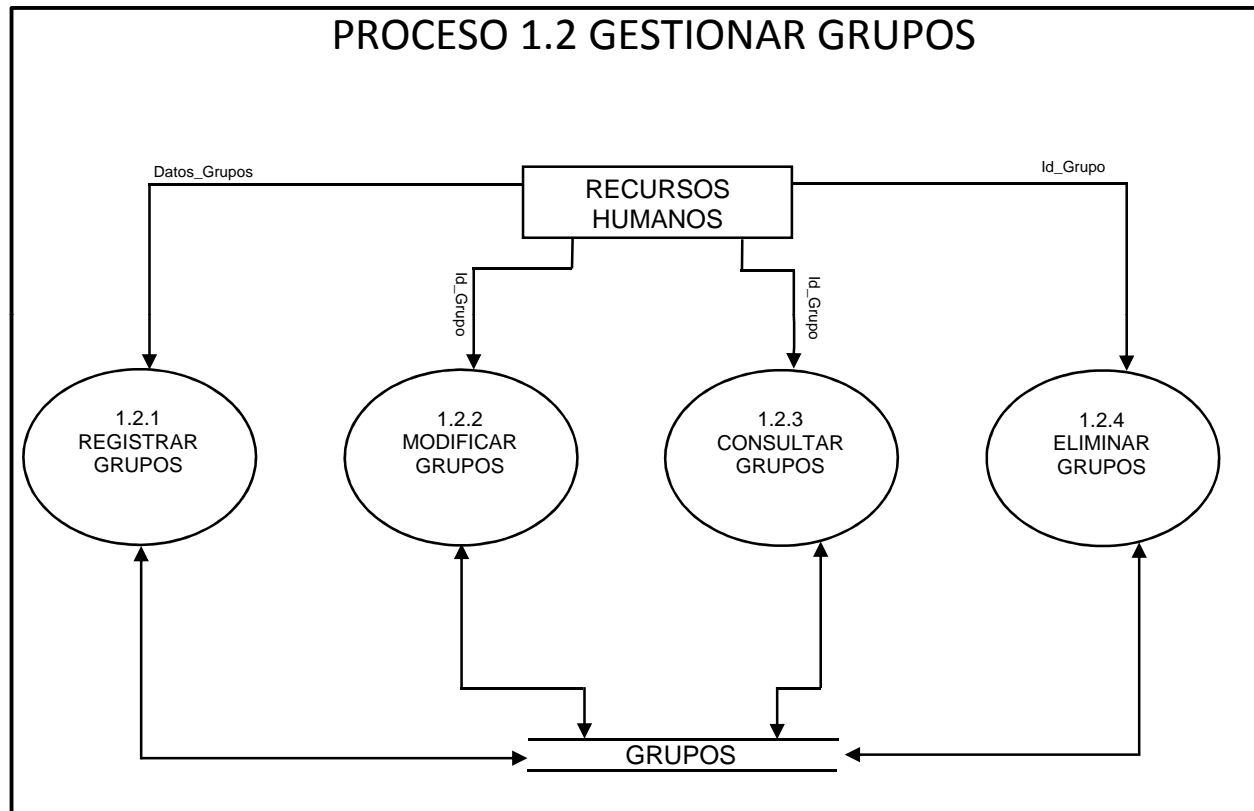 PROCESO 1.2 GESTIONAR GRUPOS
Datos_Grupos
Id_Grupo
RECURSOS
HUMANOS
Id_Grupo
Id_Grupo
1.2.1
REGISTRAR
GRUPOS
1.2.2
MODIFICAR
GRUPOS
1.2.3
CONSULTAR
GRUPOS
1.2.4
ELIMINAR
GRUPOS
GRUPOS